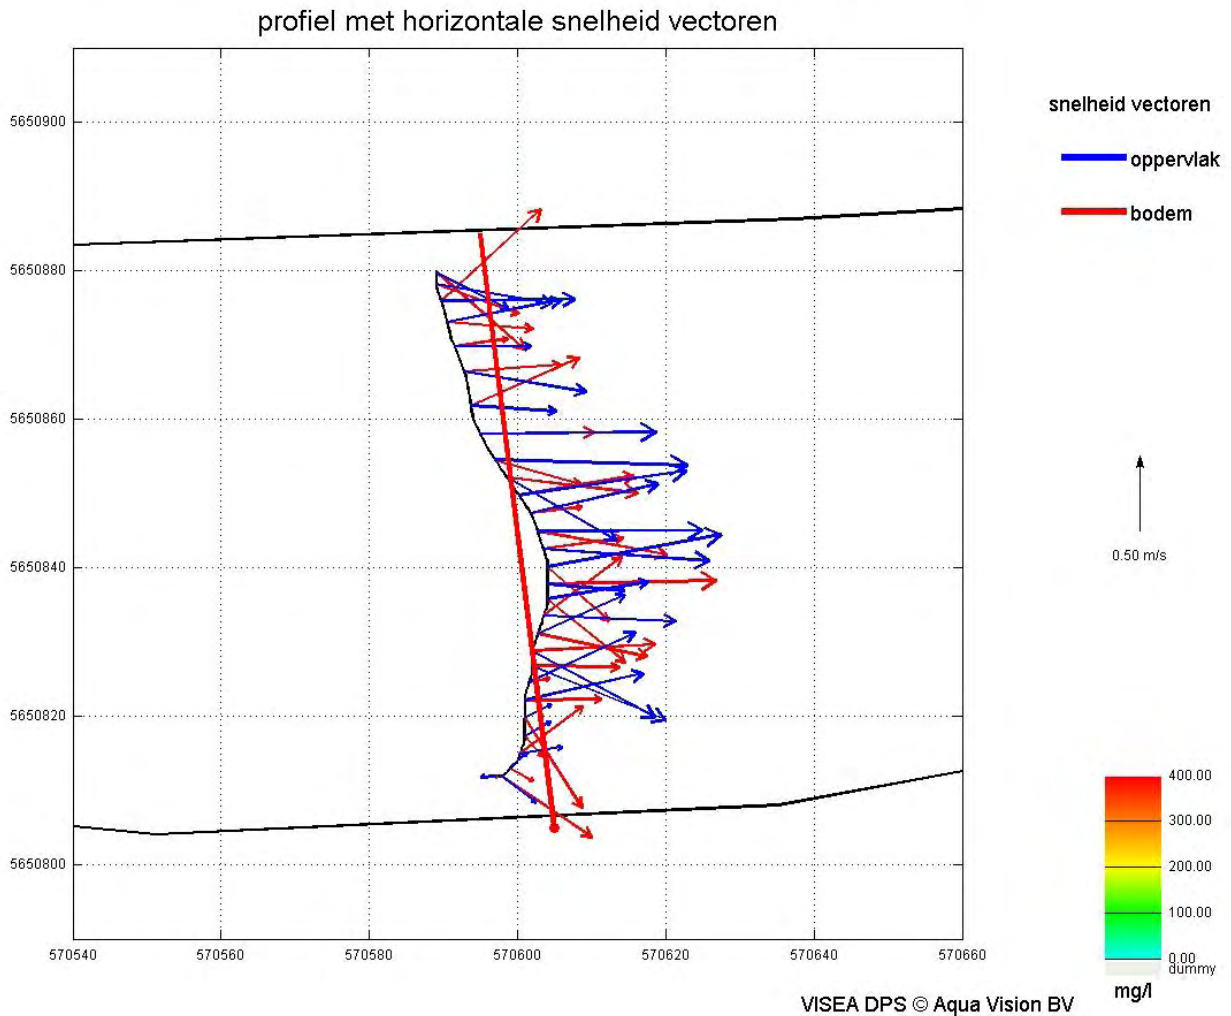 profiel met horizontale snelheid vectoren
snelheid vectoren
oppervlak
bodem
5650900
5650880
5650860
5650840
5650820
5650800
570540
570560
570580
570600
570620
570640
570660
0.50 m/s
400.00
300.00
200.00
100.00
0.00
dummy
mg/l
VISEA DPS © Aqua Vision BV